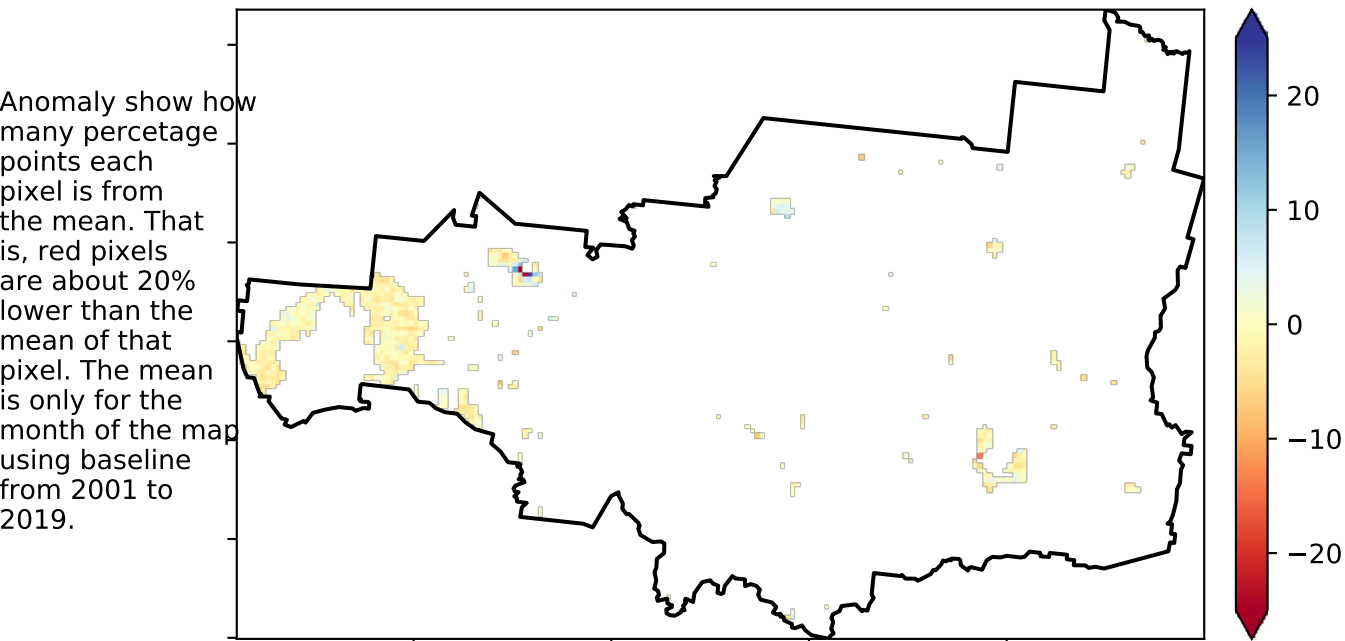 Anomaly show how
many percetage
points each
pixel is from
the mean. That
is, red pixels
are about 20%
lower than the
mean of that
pixel. The mean
is only for the
month of the map
using baseline
from 2001 to
2019.
20
10
0
−10
−20